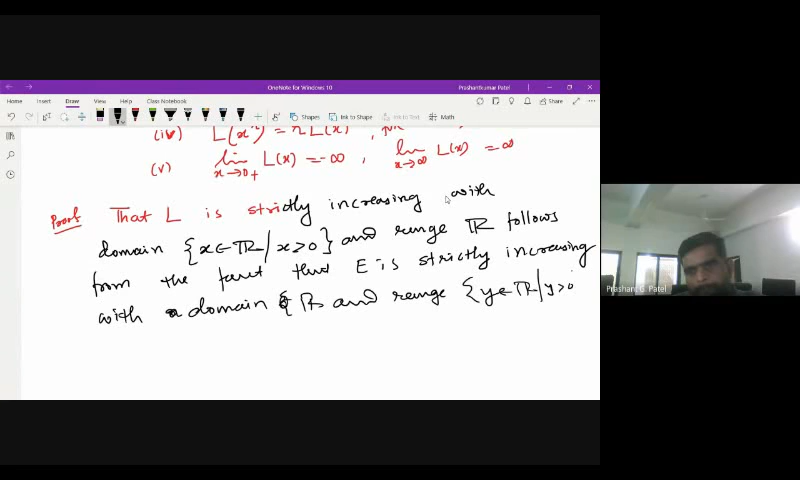 OneNote for Windows 10
Prashantkumar Patel
Home Insert Draw View Help Class Notebook
Share
Shapes Ink to Shape Ink to Text Math
(iv) L(x^r) = r L(x),
(v) lim x→0+ L(x) = -∞ , lim x→∞ L(x) = ∞
Proof: That L is strictly increasing with
domain {x ∈ ℝ | x > 0} and range ℝ follows
from the fact that E is strictly increasing
with a domain ℝ and range {y ∈ ℝ | y > 0
Prashant G. Patel